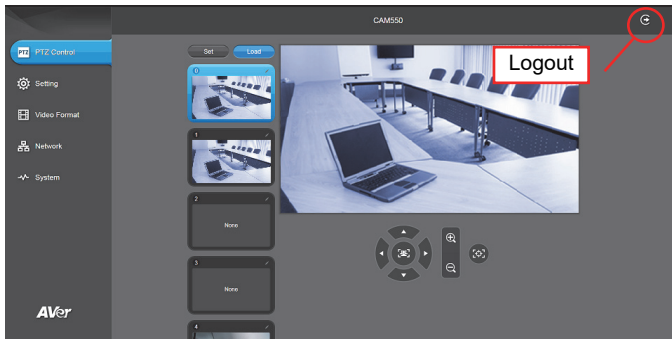 AVer
CAM550
PTZ PTZ Control
Setting
Video Format
Network
System
AVer
Set Load
0
1
2
None
3
None
4
Logout